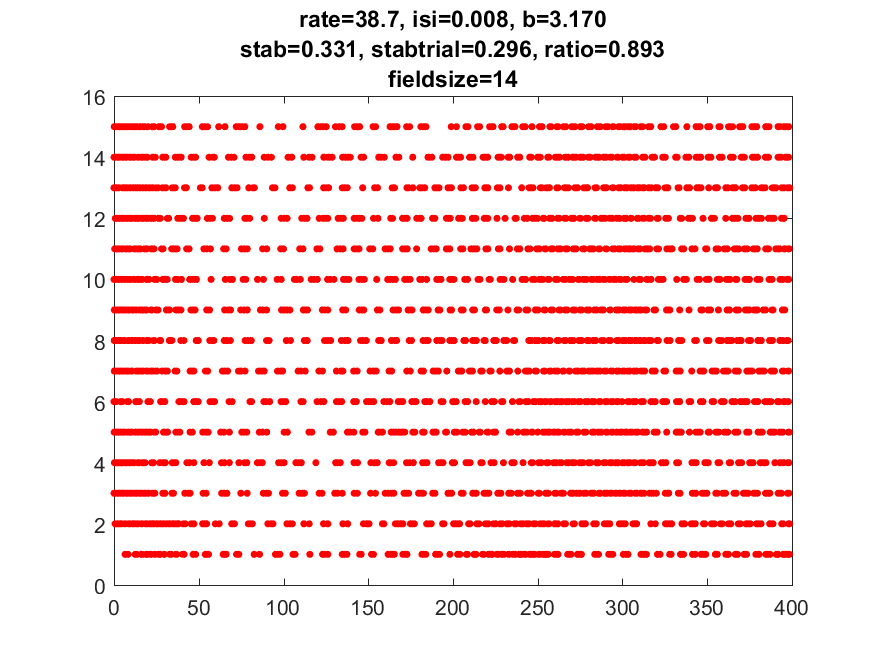 rate=38.7, isi=0.008, b=3.170
stab=0.331, stabtrial=0.296, ratio=0.893
fieldsize=14
16
14
12
10
8
6
4
2
0
0 50 100 150 200 250 300 350 400